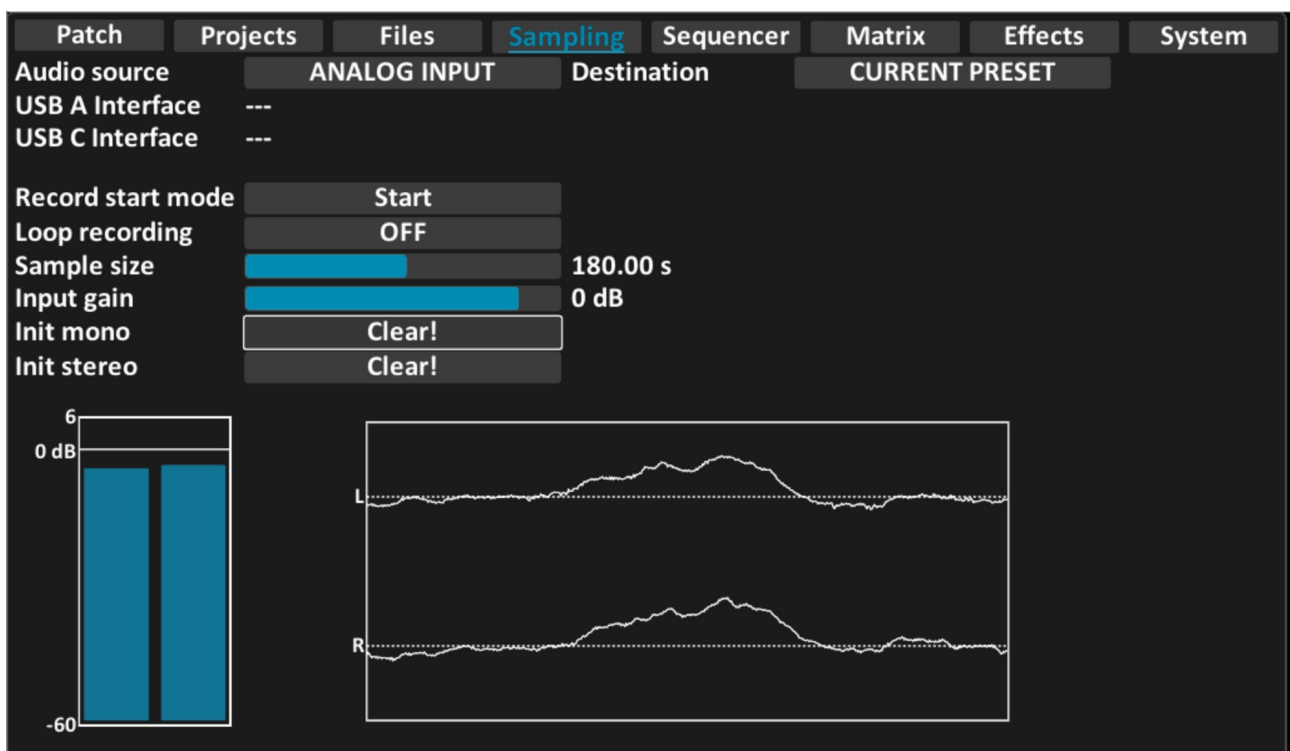 Patch Projects Files Sampling Sequencer Matrix Effects System
Audio source ANALOG INPUT Destination CURRENT PRESET
USB A Interface ---
USB C Interface ---
Record start mode Start
Loop recording OFF
Sample size 180.00 s
Input gain 0 dB
Init mono Clear!
Init stereo Clear!
6
0 dB
-60
L
R